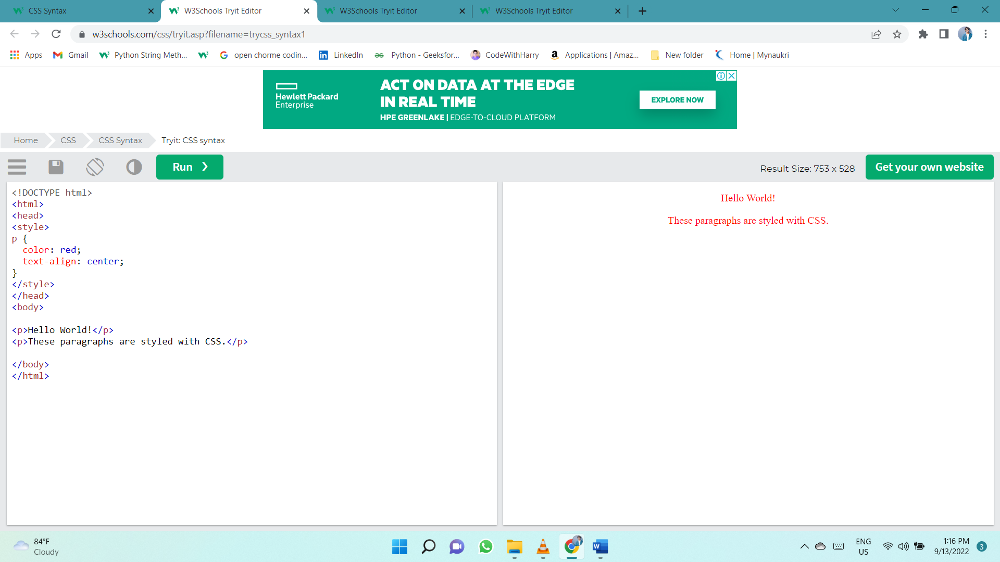 CSS Syntax
W3Schools Tryit Editor
W3Schools Tryit Editor
W3Schools Tryit Editor
w3schools.com/css/tryit.asp?filename=trycss_syntax1
Apps
Gmail
Python String Meth...
open chorme codin...
LinkedIn
Python - Geeksfor...
CodeWithHarry
Applications | Amaz...
New folder
Home | Mynaukri
Hewlett Packard
Enterprise
ACT ON DATA AT THE EDGE
IN REAL TIME
HPE GREENLAKE | EDGE-TO-CLOUD PLATFORM
EXPLORE NOW
Home
CSS
CSS Syntax
Tryit: CSS syntax
Run ❯
Result Size: 753 x 528
Get your own website
<!DOCTYPE html>
<html>
<head>
<style>
p {
  color: red;
  text-align: center;
}
</style>
</head>
<body>
<p>Hello World!</p>
<p>These paragraphs are styled with CSS.</p>
</body>
</html>
Hello World!
These paragraphs are styled with CSS.
84°F
Cloudy
ENG
US
1:16 PM
9/13/2022
3